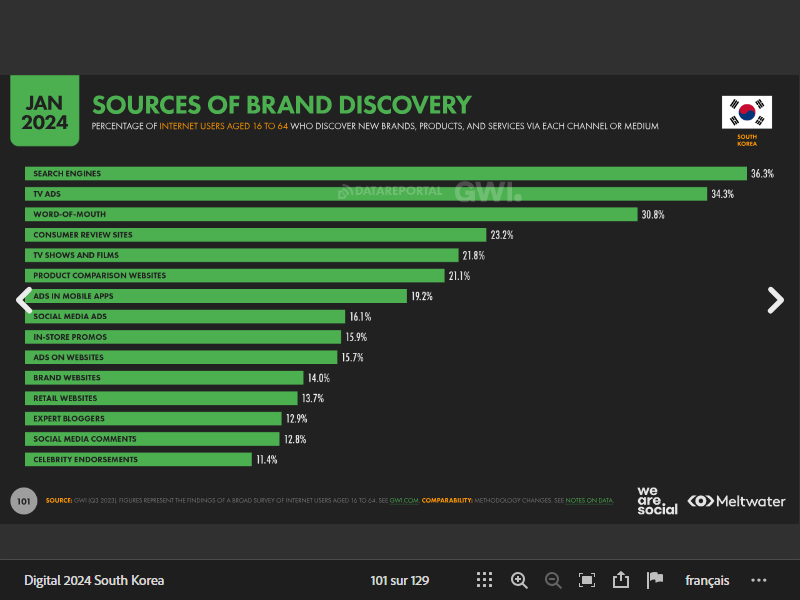 JAN
2024
SOURCES OF BRAND DISCOVERY
PERCENTAGE OF INTERNET USERS AGED 16 TO 64 WHO DISCOVER NEW BRANDS, PRODUCTS, AND SERVICES VIA EACH CHANNEL OR MEDIUM
SOUTH
KOREA
SEARCH ENGINES 36.3%
TV ADS 34.3%
DATAREPORTAL GWI.
WORD-OF-MOUTH 30.8%
CONSUMER REVIEW SITES 23.2%
TV SHOWS AND FILMS 21.8%
PRODUCT COMPARISON WEBSITES 21.1%
ADS IN MOBILE APPS 19.2%
SOCIAL MEDIA ADS 16.1%
IN-STORE PROMOS 15.9%
ADS ON WEBSITES 15.7%
BRAND WEBSITES 14.0%
RETAIL WEBSITES 13.7%
EXPERT BLOGGERS 12.9%
SOCIAL MEDIA COMMENTS 12.8%
CELEBRITY ENDORSEMENTS 11.4%
101
SOURCE: GWI (Q3 2023). FIGURES REPRESENT THE FINDINGS OF A BROAD SURVEY OF INTERNET USERS AGED 16 TO 64. SEE GWI.COM. COMPARABILITY: METHODOLOGY CHANGES. SEE NOTES ON DATA.
we
are
social
Meltwater
Digital 2024 South Korea
101 sur 129
français